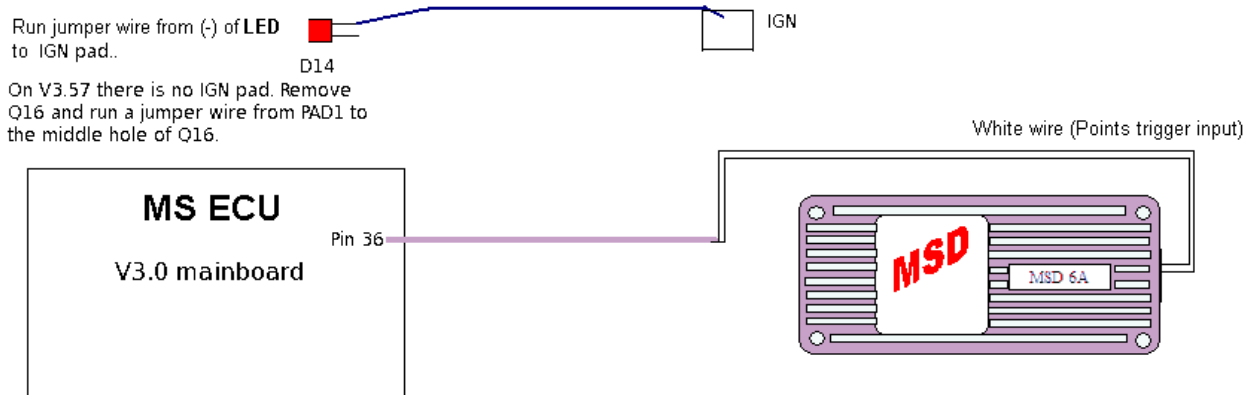 Run jumper wire from (-) of LED
to IGN pad..
D14
IGN
On V3.57 there is no IGN pad. Remove
Q16 and run a jumper wire from PAD1 to
the middle hole of Q16.
White wire (Points trigger input)
MS ECU
Pin 36
V3.0 mainboard
MSD
MSD 6A